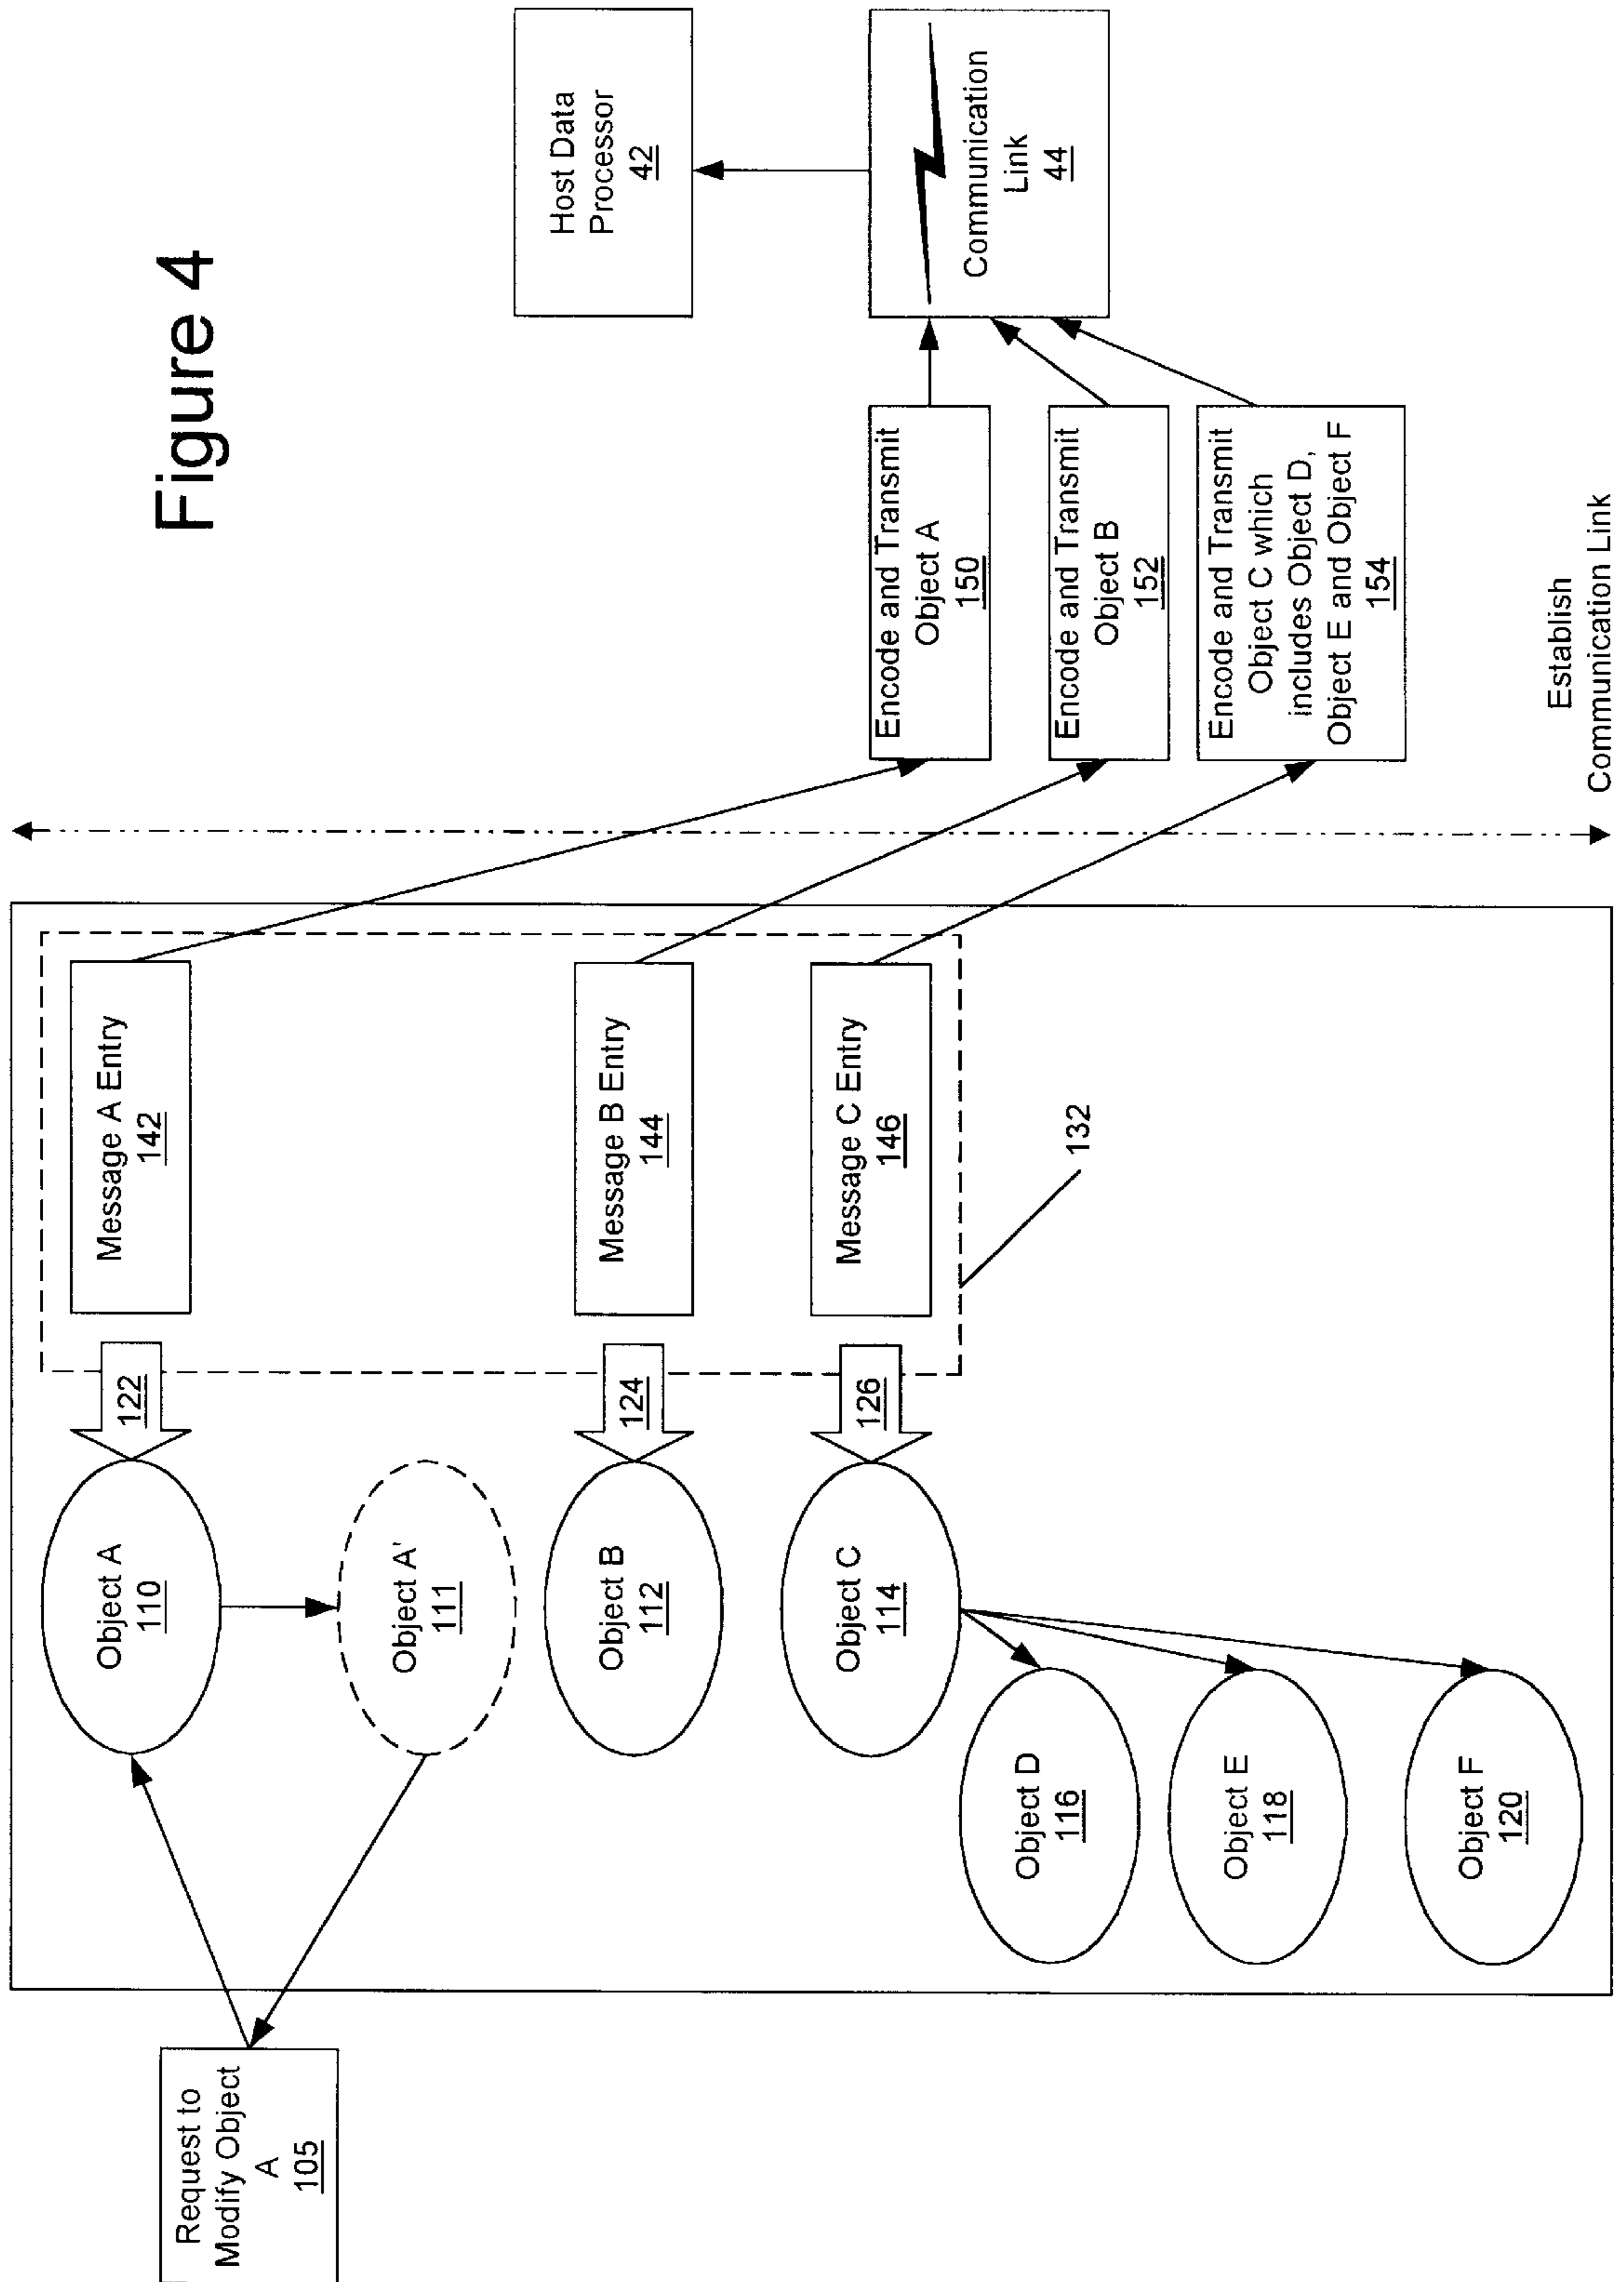 Figure 4
Request to
Modify Object
A
105
Object A
110
Object A'
111
Object B
112
Object C
114
Object D
116
Object E
118
Object F
120
122
124
126
Message A Entry
142
Message B Entry
144
Message C Entry
146
132
Encode and Transmit
Object A
150
Encode and Transmit
Object B
152
Encode and Transmit
Object C which
includes Object D,
Object E and Object F
154
Establish
Communication Link
Host Data
Processor
42
Communication
Link
44